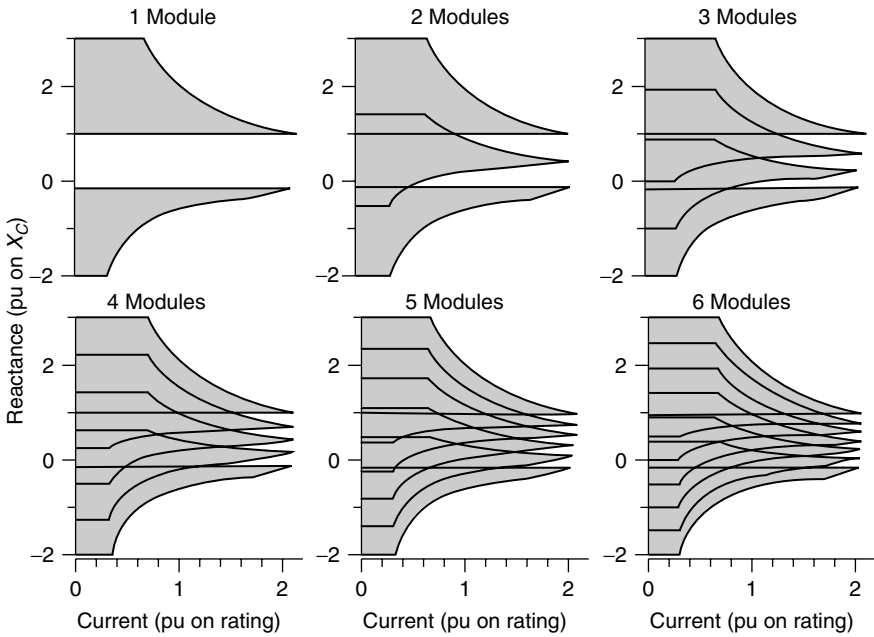 1 Module 2 Modules 3 Modules
2 2 2
0 0 0
−2 −2 −2
Reactance (pu on X_C)
4 Modules 5 Modules 6 Modules
2 2 2
0 0 0
−2 −2 −2
0 1 2 0 1 2 0 1 2
Current (pu on rating) Current (pu on rating) Current (pu on rating)